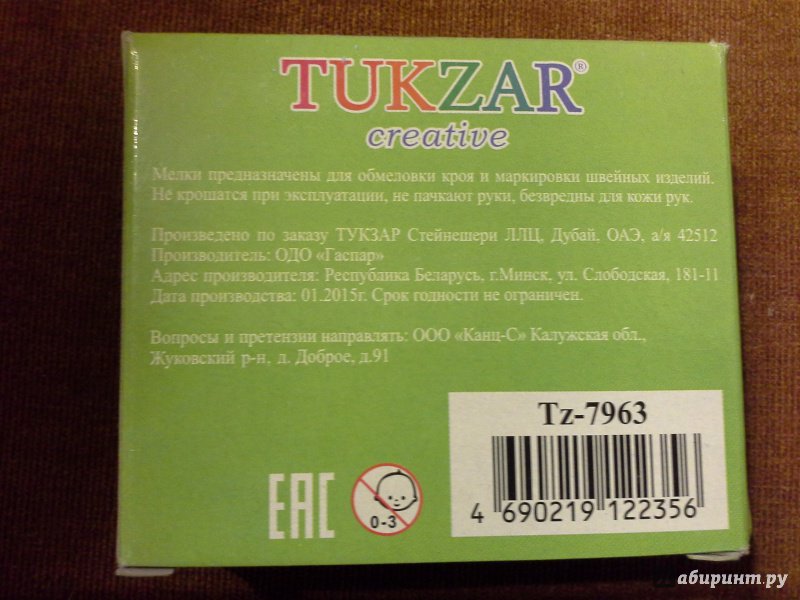 TUKZAR®
creative
Мелки предназначены для обмеловки кроя и маркировки швейных изделий.
Не крошатся при эксплуатации, не пачкают руки, безвредны для кожи рук.
Произведено по заказу ТУКЗАР Стейнешери ЛЛЦ, Дубай, ОАЭ, а/я 42512
Производитель: ОДО «Гаспар»
Адрес производителя: Республика Беларусь, г.Минск, ул. Слободская, 181-11
Дата производства: 01.2015г. Срок годности не ограничен.
Вопросы и претензии направлять: ООО «Канц-С» Калужская обл.,
Жуковский р-н, д. Доброе, д.91
Tz-7963
EAC
0-3
4 690219 122356
абиринт.ру